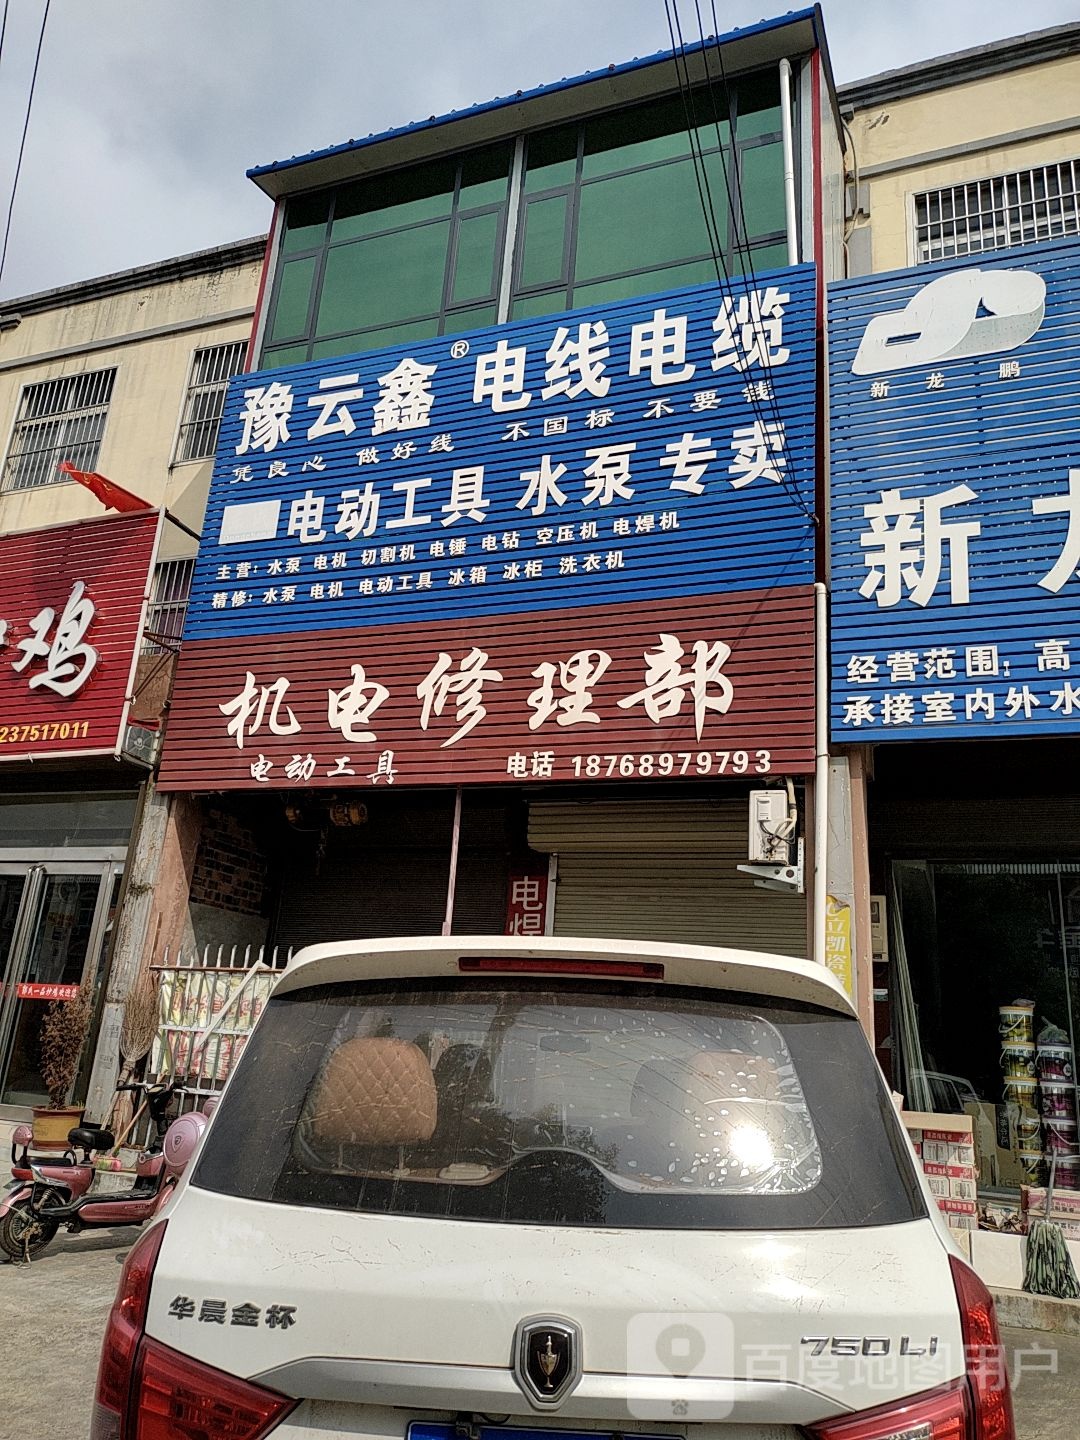 豫云鑫® 电线电缆
凭良心 做好线 不国标 不要钱
电动工具 水泵 专卖
主营: 水泵 电机 切割机 电锤 电钻 空压机 电焊机
精修: 水泵 电机 电动工具 冰箱 冰柜 洗衣机
机电修理部
电动工具 电话 18768979793
鸡
237517011
新龙鹏
新
经营范围: 高
承接室内外水
电焊
立凯瓷
华晨金杯
750Li
百度地图用户